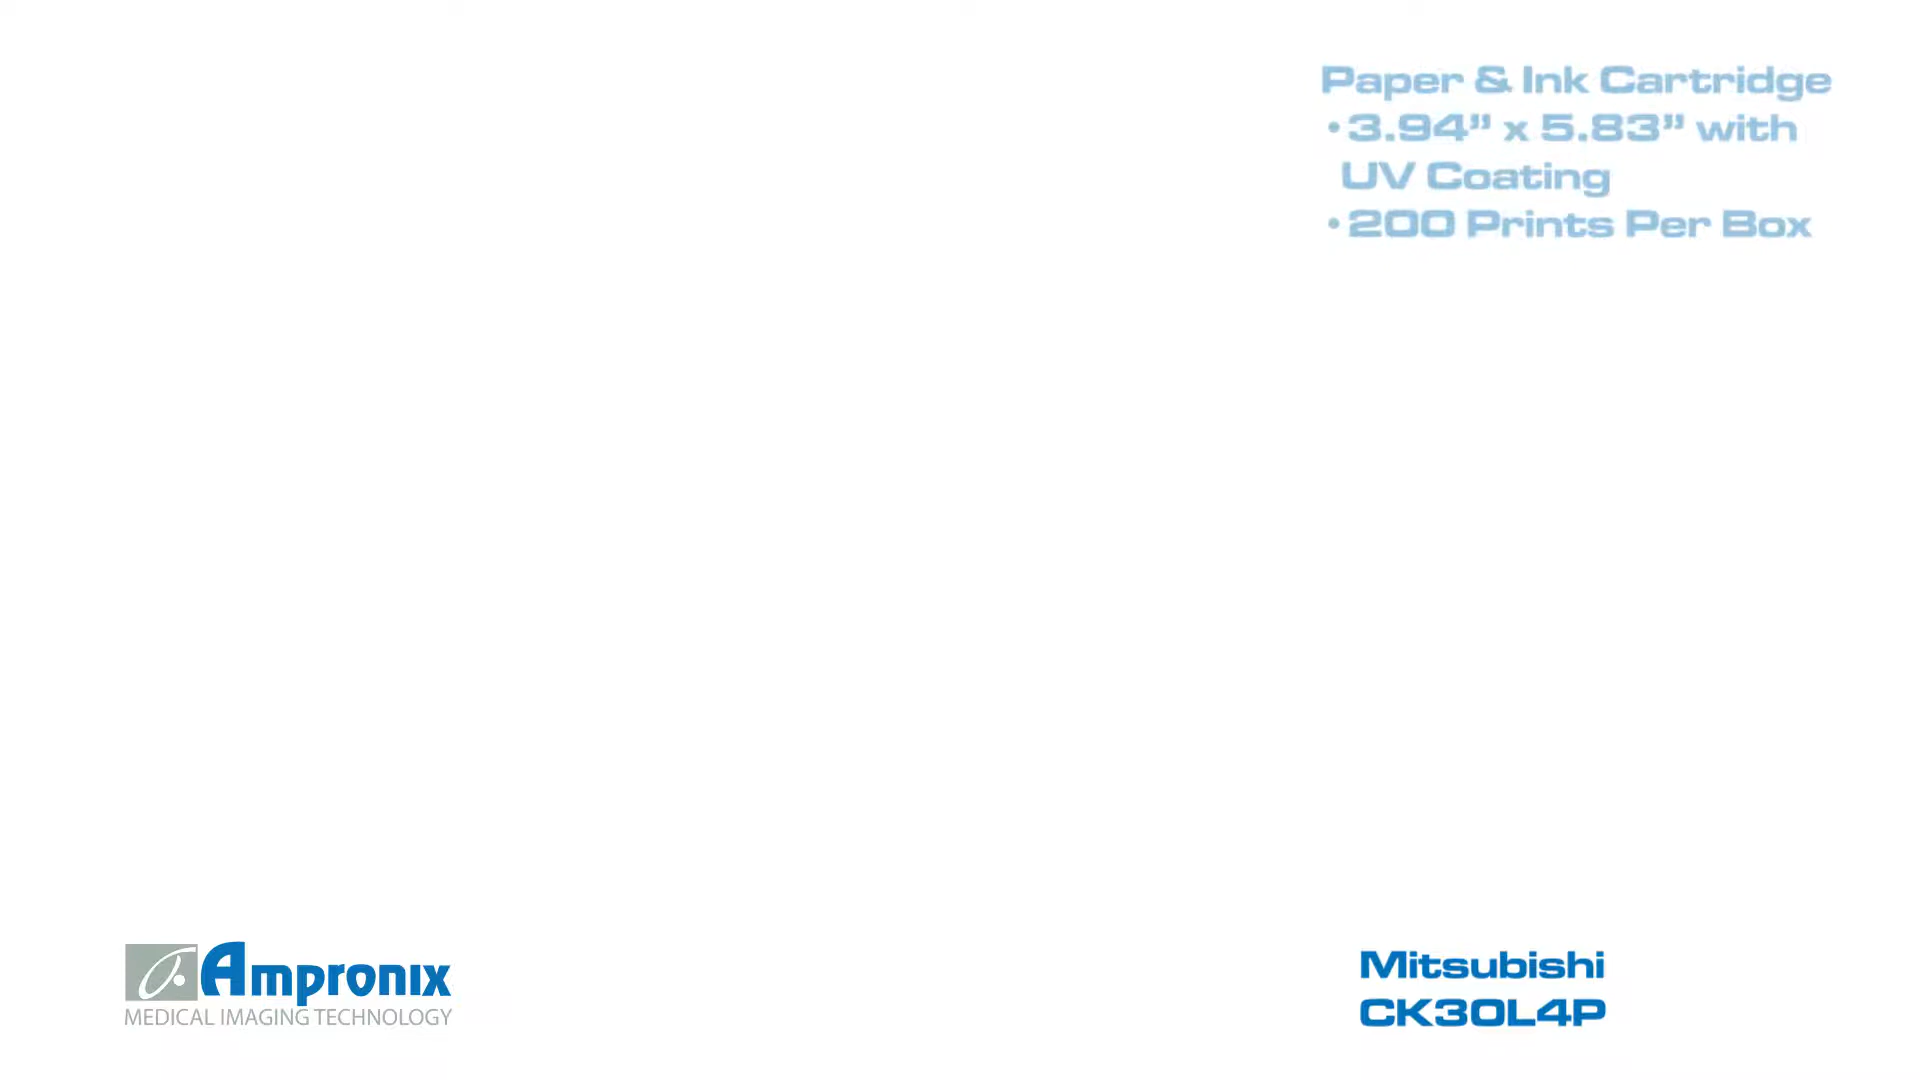 Paper & Ink Cartridge
•3.94” x 5.83” with
UV Coating
•200 Prints Per Box
Ampronix
MEDICAL IMAGING TECHNOLOGY
Mitsubishi
CK30L4P